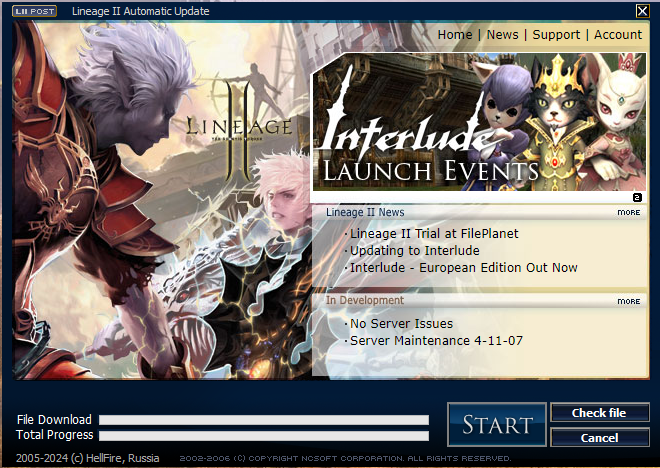 LII POST Lineage II Automatic Update
Home | News | Support | Account
LINEAGE II
Interlude
LAUNCH EVENTS
2
Lineage II News MORE
·Lineage II Trial at FilePlanet
·Updating to Interlude
·Interlude - European Edition Out Now
In Development MORE
·No Server Issues
·Server Maintenance 4-11-07
File Download
Total Progress
START
Check file
Cancel
2005-2024 (c) HellFire, Russia
2002-2006 (C) COPYRIGHT NCSOFT CORPORATION. ALL RIGHTS RESERVED.